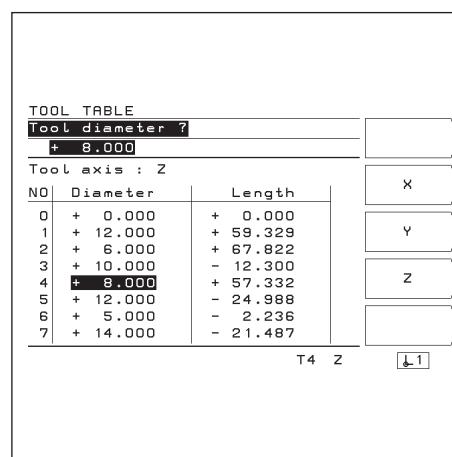 TOOL TABLE
Tool diameter ?
+ 8.000
Tool axis : Z
NO Diameter Length
0 + 0.000 + 0.000
1 + 12.000 + 59.329
2 + 6.000 + 67.822
3 + 10.000 - 12.300
4 + 8.000 + 57.332
5 + 12.000 - 24.988
6 + 5.000 - 2.236
7 + 14.000 - 21.487
T4 Z
X
Y
Z
1